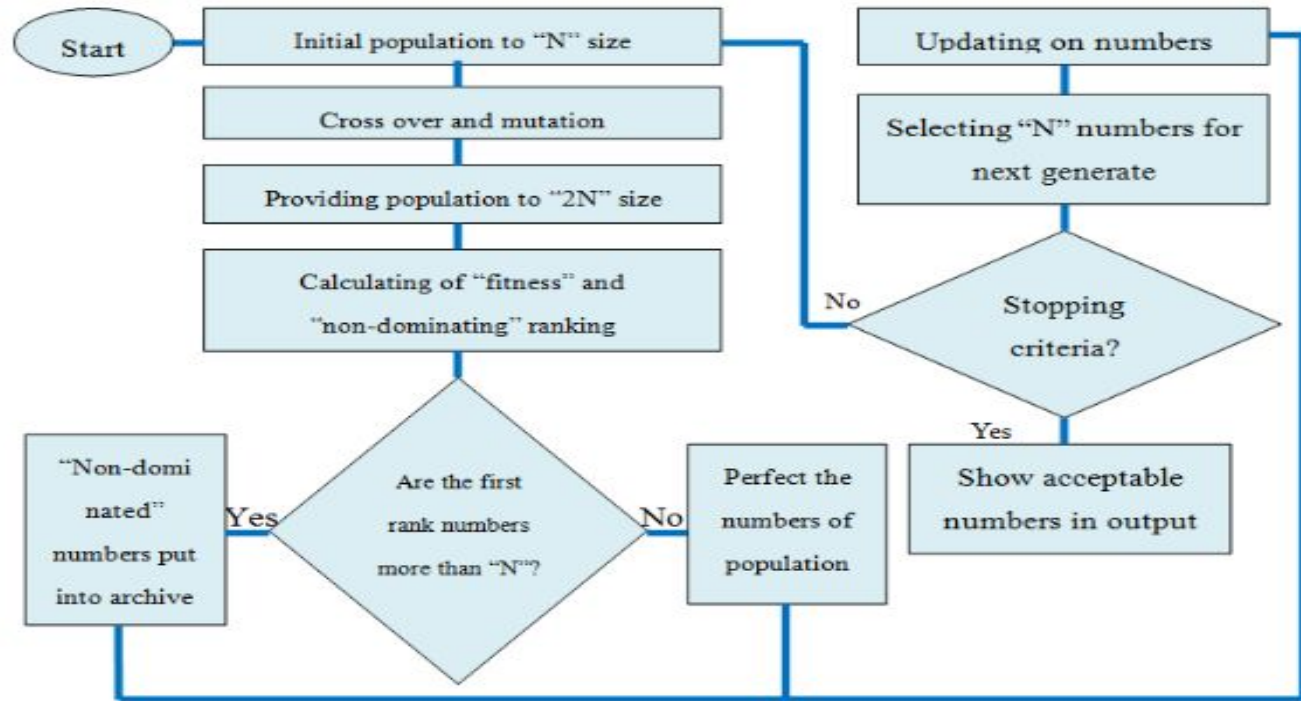 Start
Initial population to “N” size
Cross over and mutation
Providing population to “2N” size
Calculating of “fitness” and
“non-dominating” ranking
Are the first
rank numbers
more than “N”?
Yes
“Non-domi
nated”
numbers put
into archive
No
Perfect the
numbers of
population
Updating on numbers
Selecting “N” numbers for
next generate
Stopping
criteria?
No
Yes
Show acceptable
numbers in output